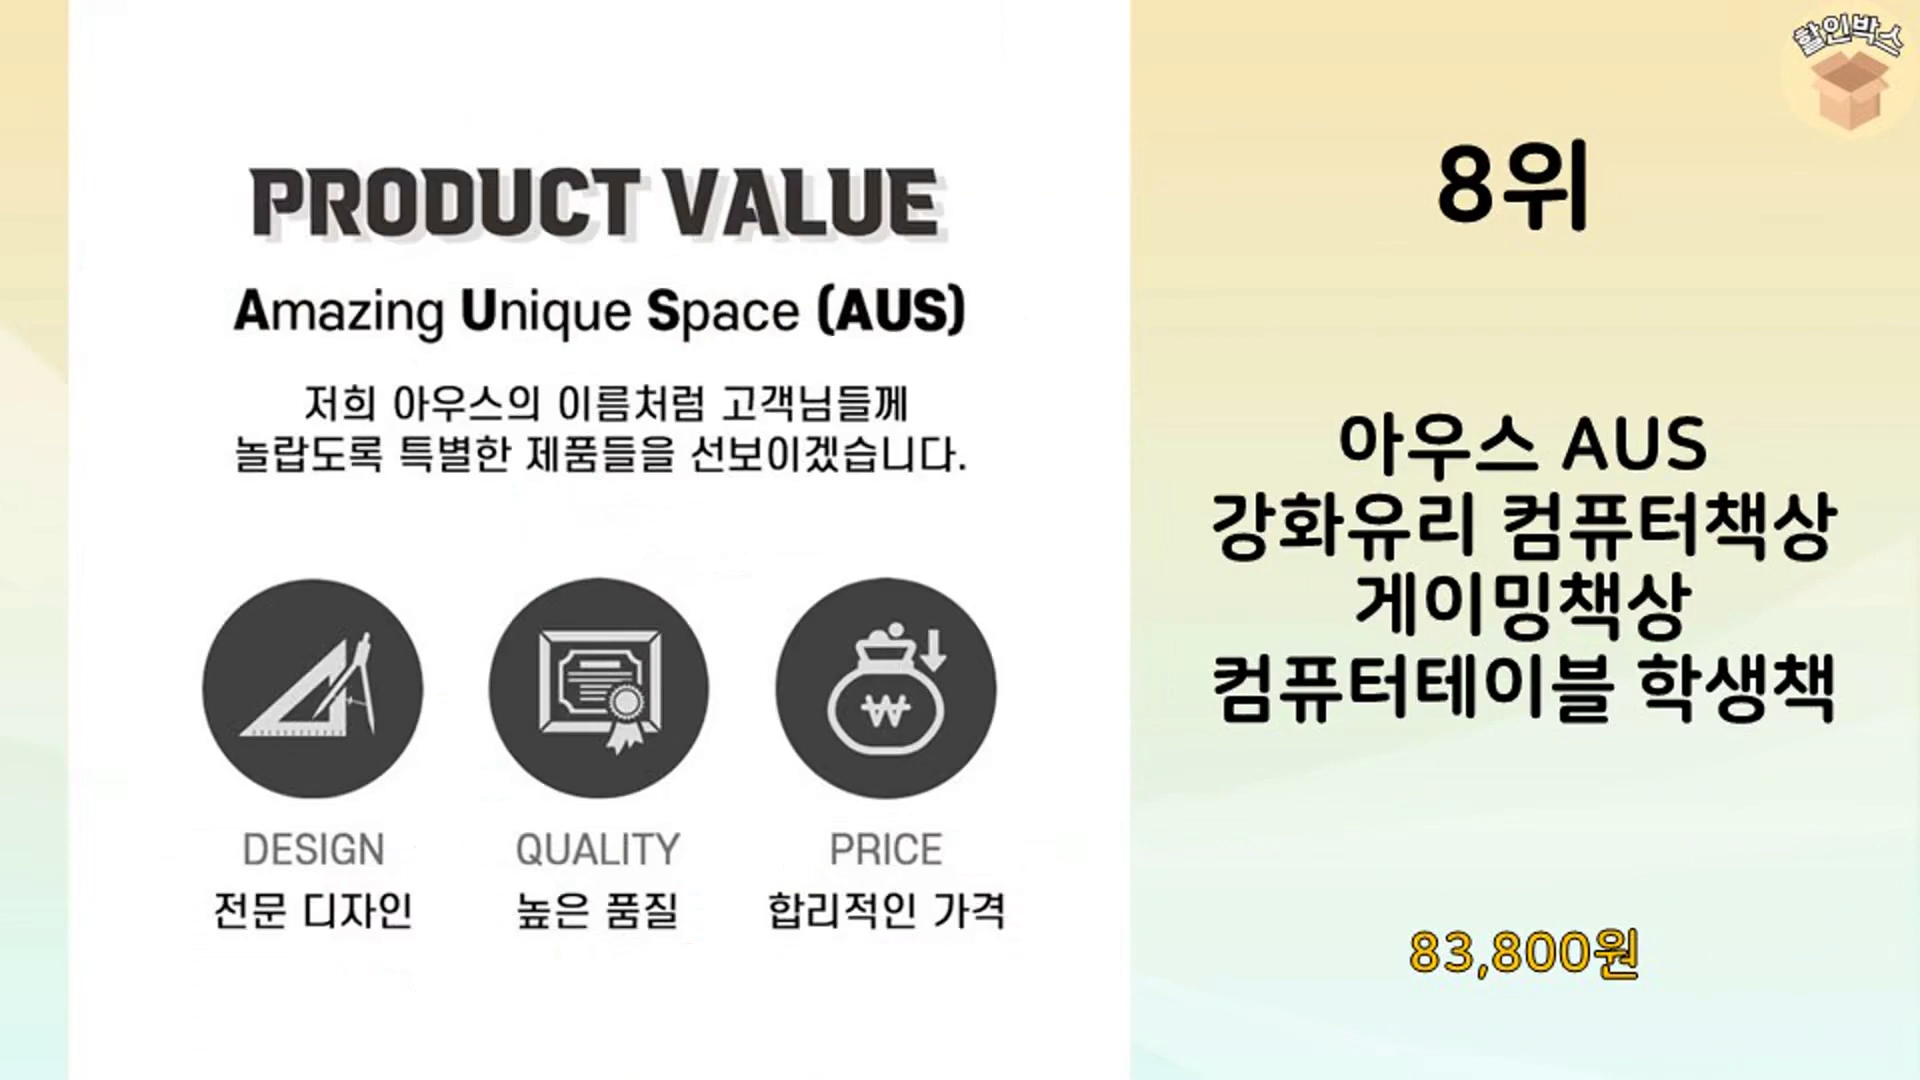 PRODUCT VALUE
Amazing Unique Space (AUS)
저희 아우스의 이름처럼 고객님들께
놀랍도록 특별한 제품들을 선보이겠습니다.
₩
DESIGN
전문 디자인
QUALITY
높은 품질
PRICE
합리적인 가격
할인박스
8위
아우스 AUS
강화유리 컴퓨터책상
게이밍책상
컴퓨터테이블 학생책
83,800원